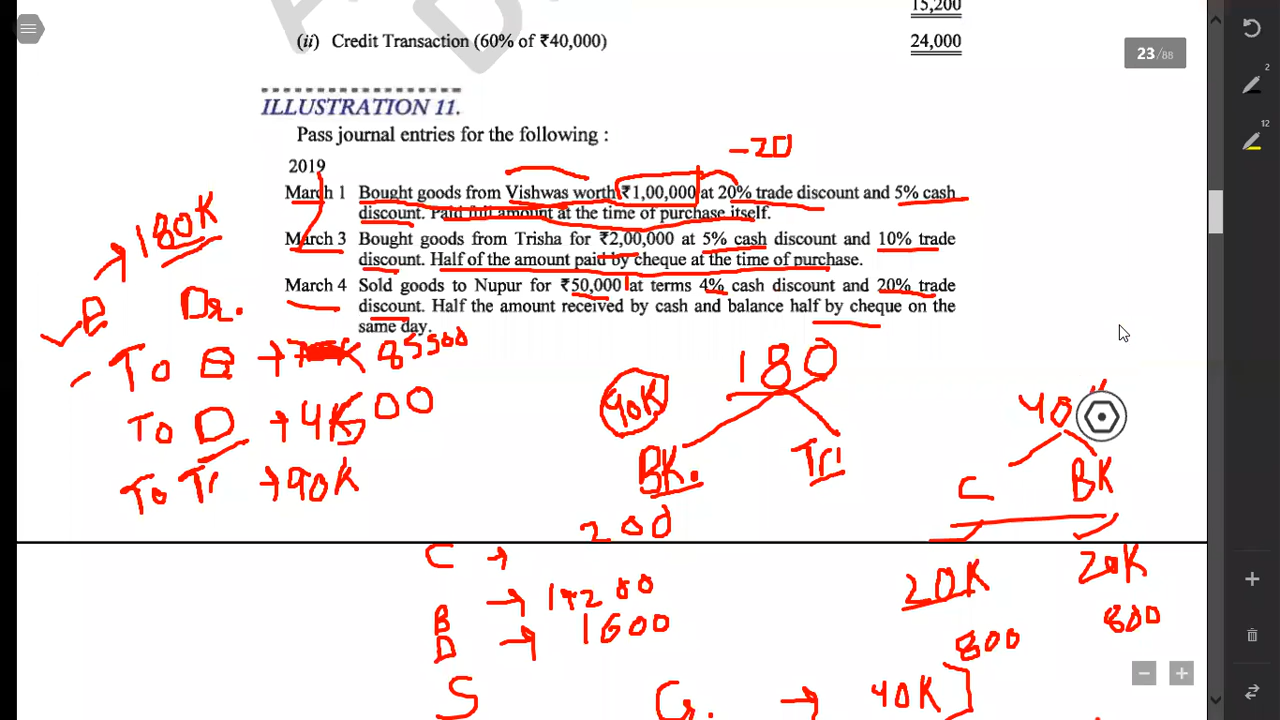 15,200
(ii) Credit Transaction (60% of ₹40,000) 24,000
23 / 88
ILLUSTRATION 11.
Pass journal entries for the following :
-20
2019
March 1 Bought goods from Vishwas worth ₹1,00,000 at 20% trade discount and 5% cash
discount. Paid full amount at the time of purchase itself.
March 3 Bought goods from Trisha for ₹2,00,000 at 5% cash discount and 10% trade
discount. Half of the amount paid by cheque at the time of purchase.
March 4 Sold goods to Nupur for ₹50,000 at terms 4% cash discount and 20% trade
discount. Half the amount received by cash and balance half by cheque on the
same day.
2
12
→ 180K
Dr.
To B → 85500
To D → 4500
To Tr → 90K
180
90K
BK. Tri
200
40
C BK
20K 20K
800 800
C →
B → 19200
D → 1600
S
G. → 40K